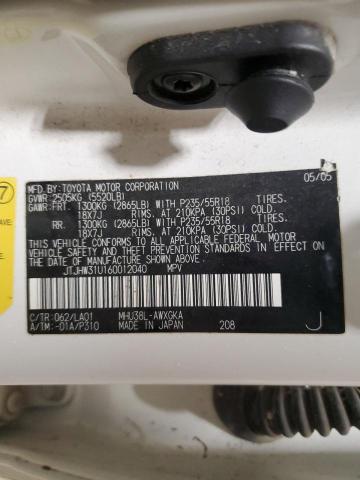 7
AVE:
MFD.BY:TOYOTA MOTOR CORPORATION 05/05
GVWR: 2505KG (5520LB)
GAWR:FRT. 1300KG (2865LB) WITH P235/55R18 TIRES.
18X7J RIMS. AT 210KPA (30PSI) COLD.
RR. 1300KG (2865LB) WITH P235/55R18 TIRES.
18X7J RIMS. AT 210KPA (30PSI) COLD.
THIS VEHICLE CONFORMS TO ALL APPLICABLE FEDERAL MOTOR
VEHICLE SAFETY, BUMPER, AND THEFT PREVENTION STANDARDS
IN EFFECT ON THE DATE OF MANUFACTURE SHOWN ABOVE.
JTJHW31U160012040 MPV
C/TR: 062/LA01 MHU38L-AWXGKA
A/TM: -01A/P310 MADE IN JAPAN 208 J